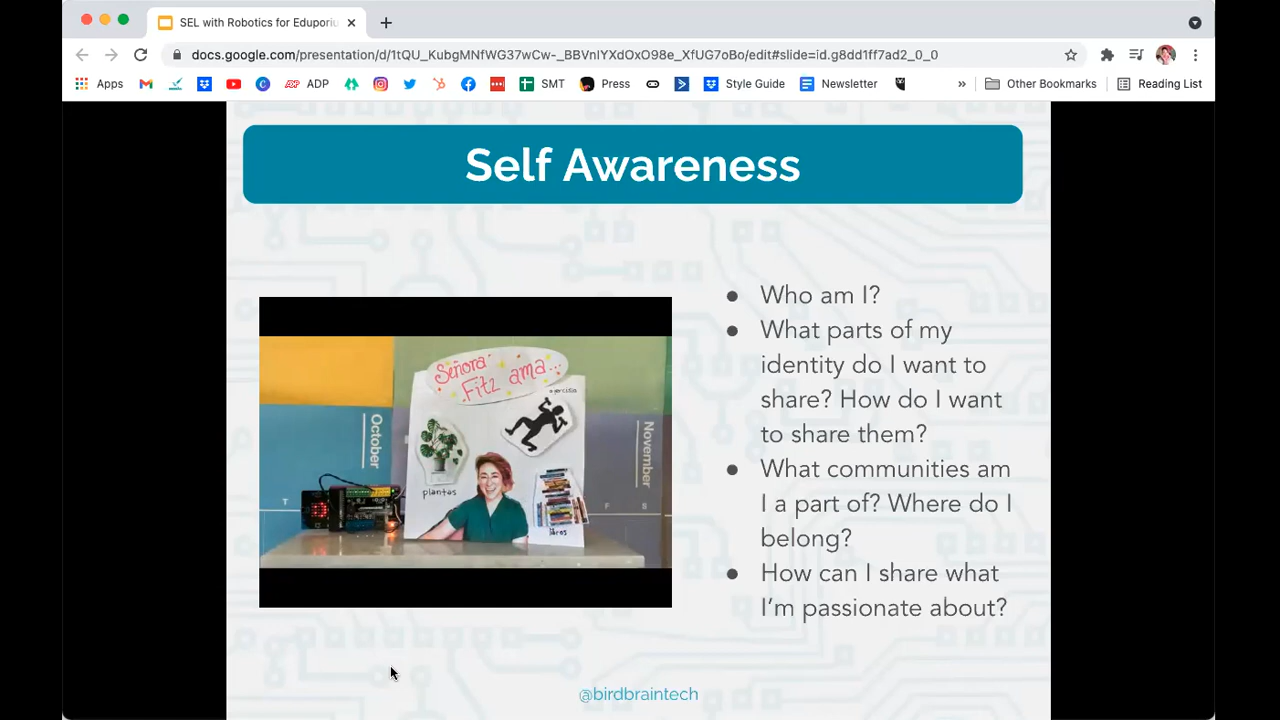 SEL with Robotics for Eduporiu
docs.google.com/presentation/d/1tQU_KubgMNfWG37wCw-_BBVnlYXdOxO98e_XfUG7oBo/edit#slide=id.g8dd1ff7ad2_0_0
Apps ADP SMT Press Style Guide Newsletter » Other Bookmarks Reading List
Self Awareness
Señora
Fitz ama...
ejercicio
October
November
plantas
libros
T
F
S
● Who am I?
● What parts of my
identity do I want to
share? How do I want
to share them?
● What communities am
I a part of? Where do I
belong?
● How can I share what
I'm passionate about?
@birdbraintech